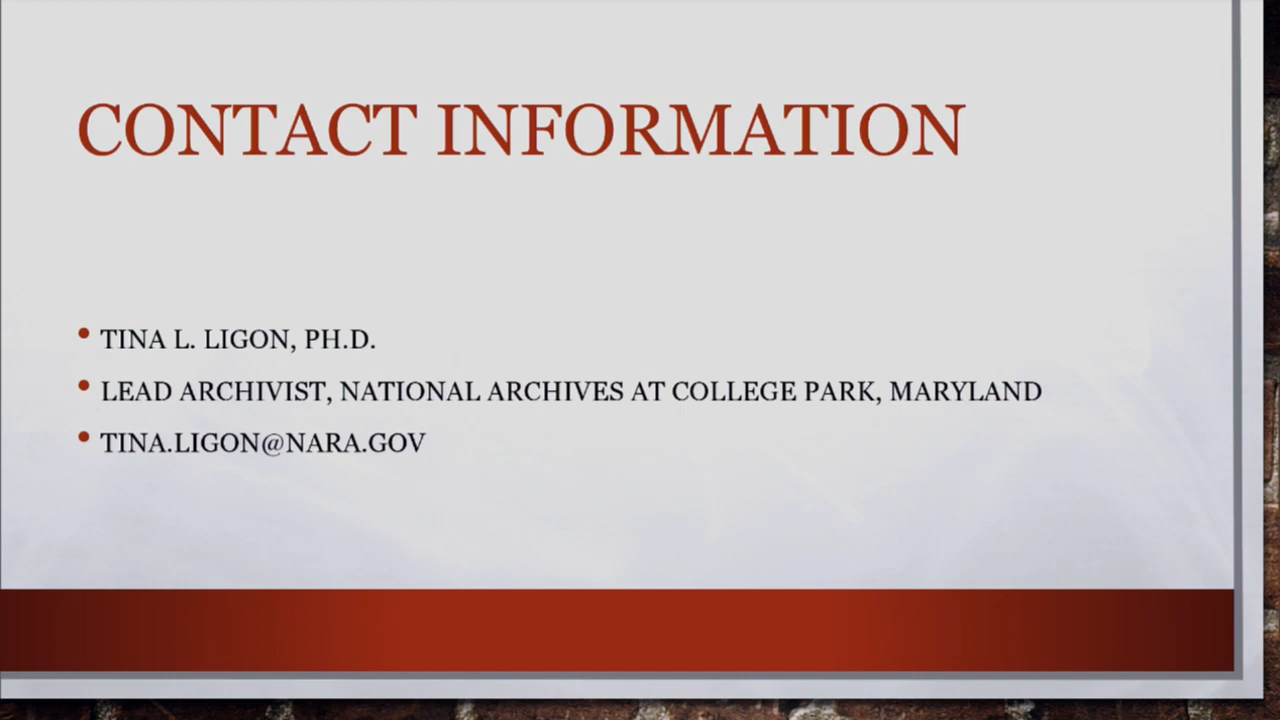 CONTACT INFORMATION
• TINA L. LIGON, PH.D.
• LEAD ARCHIVIST, NATIONAL ARCHIVES AT COLLEGE PARK, MARYLAND
• TINA.LIGON@NARA.GOV